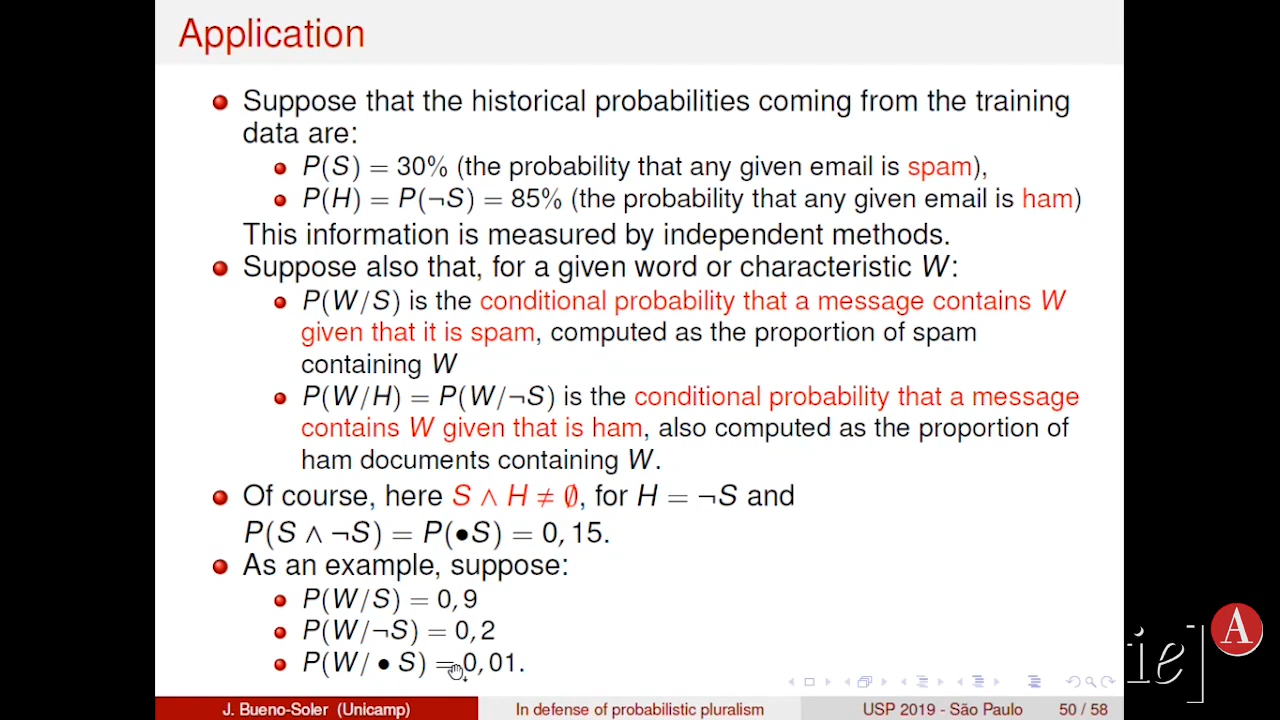 Application
Suppose that the historical probabilities coming from the training
data are:
P(S) = 30% (the probability that any given email is spam),
P(H) = P(¬S) = 85% (the probability that any given email is ham)
This information is measured by independent methods.
Suppose also that, for a given word or characteristic W:
P(W/S) is the conditional probability that a message contains W
given that it is spam, computed as the proportion of spam
containing W
P(W/H) = P(W/¬S) is the conditional probability that a message
contains W given that is ham, also computed as the proportion of
ham documents containing W.
Of course, here S ∧ H ≠ ∅, for H = ¬S and
P(S ∧ ¬S) = P(●S) = 0, 15.
As an example, suppose:
P(W/S) = 0, 9
P(W/¬S) = 0, 2
P(W/ ● S) = 0, 01.
J. Bueno-Soler (Unicamp) In defense of probabilistic pluralism USP 2019 - São Paulo 50 / 58
ie]
A